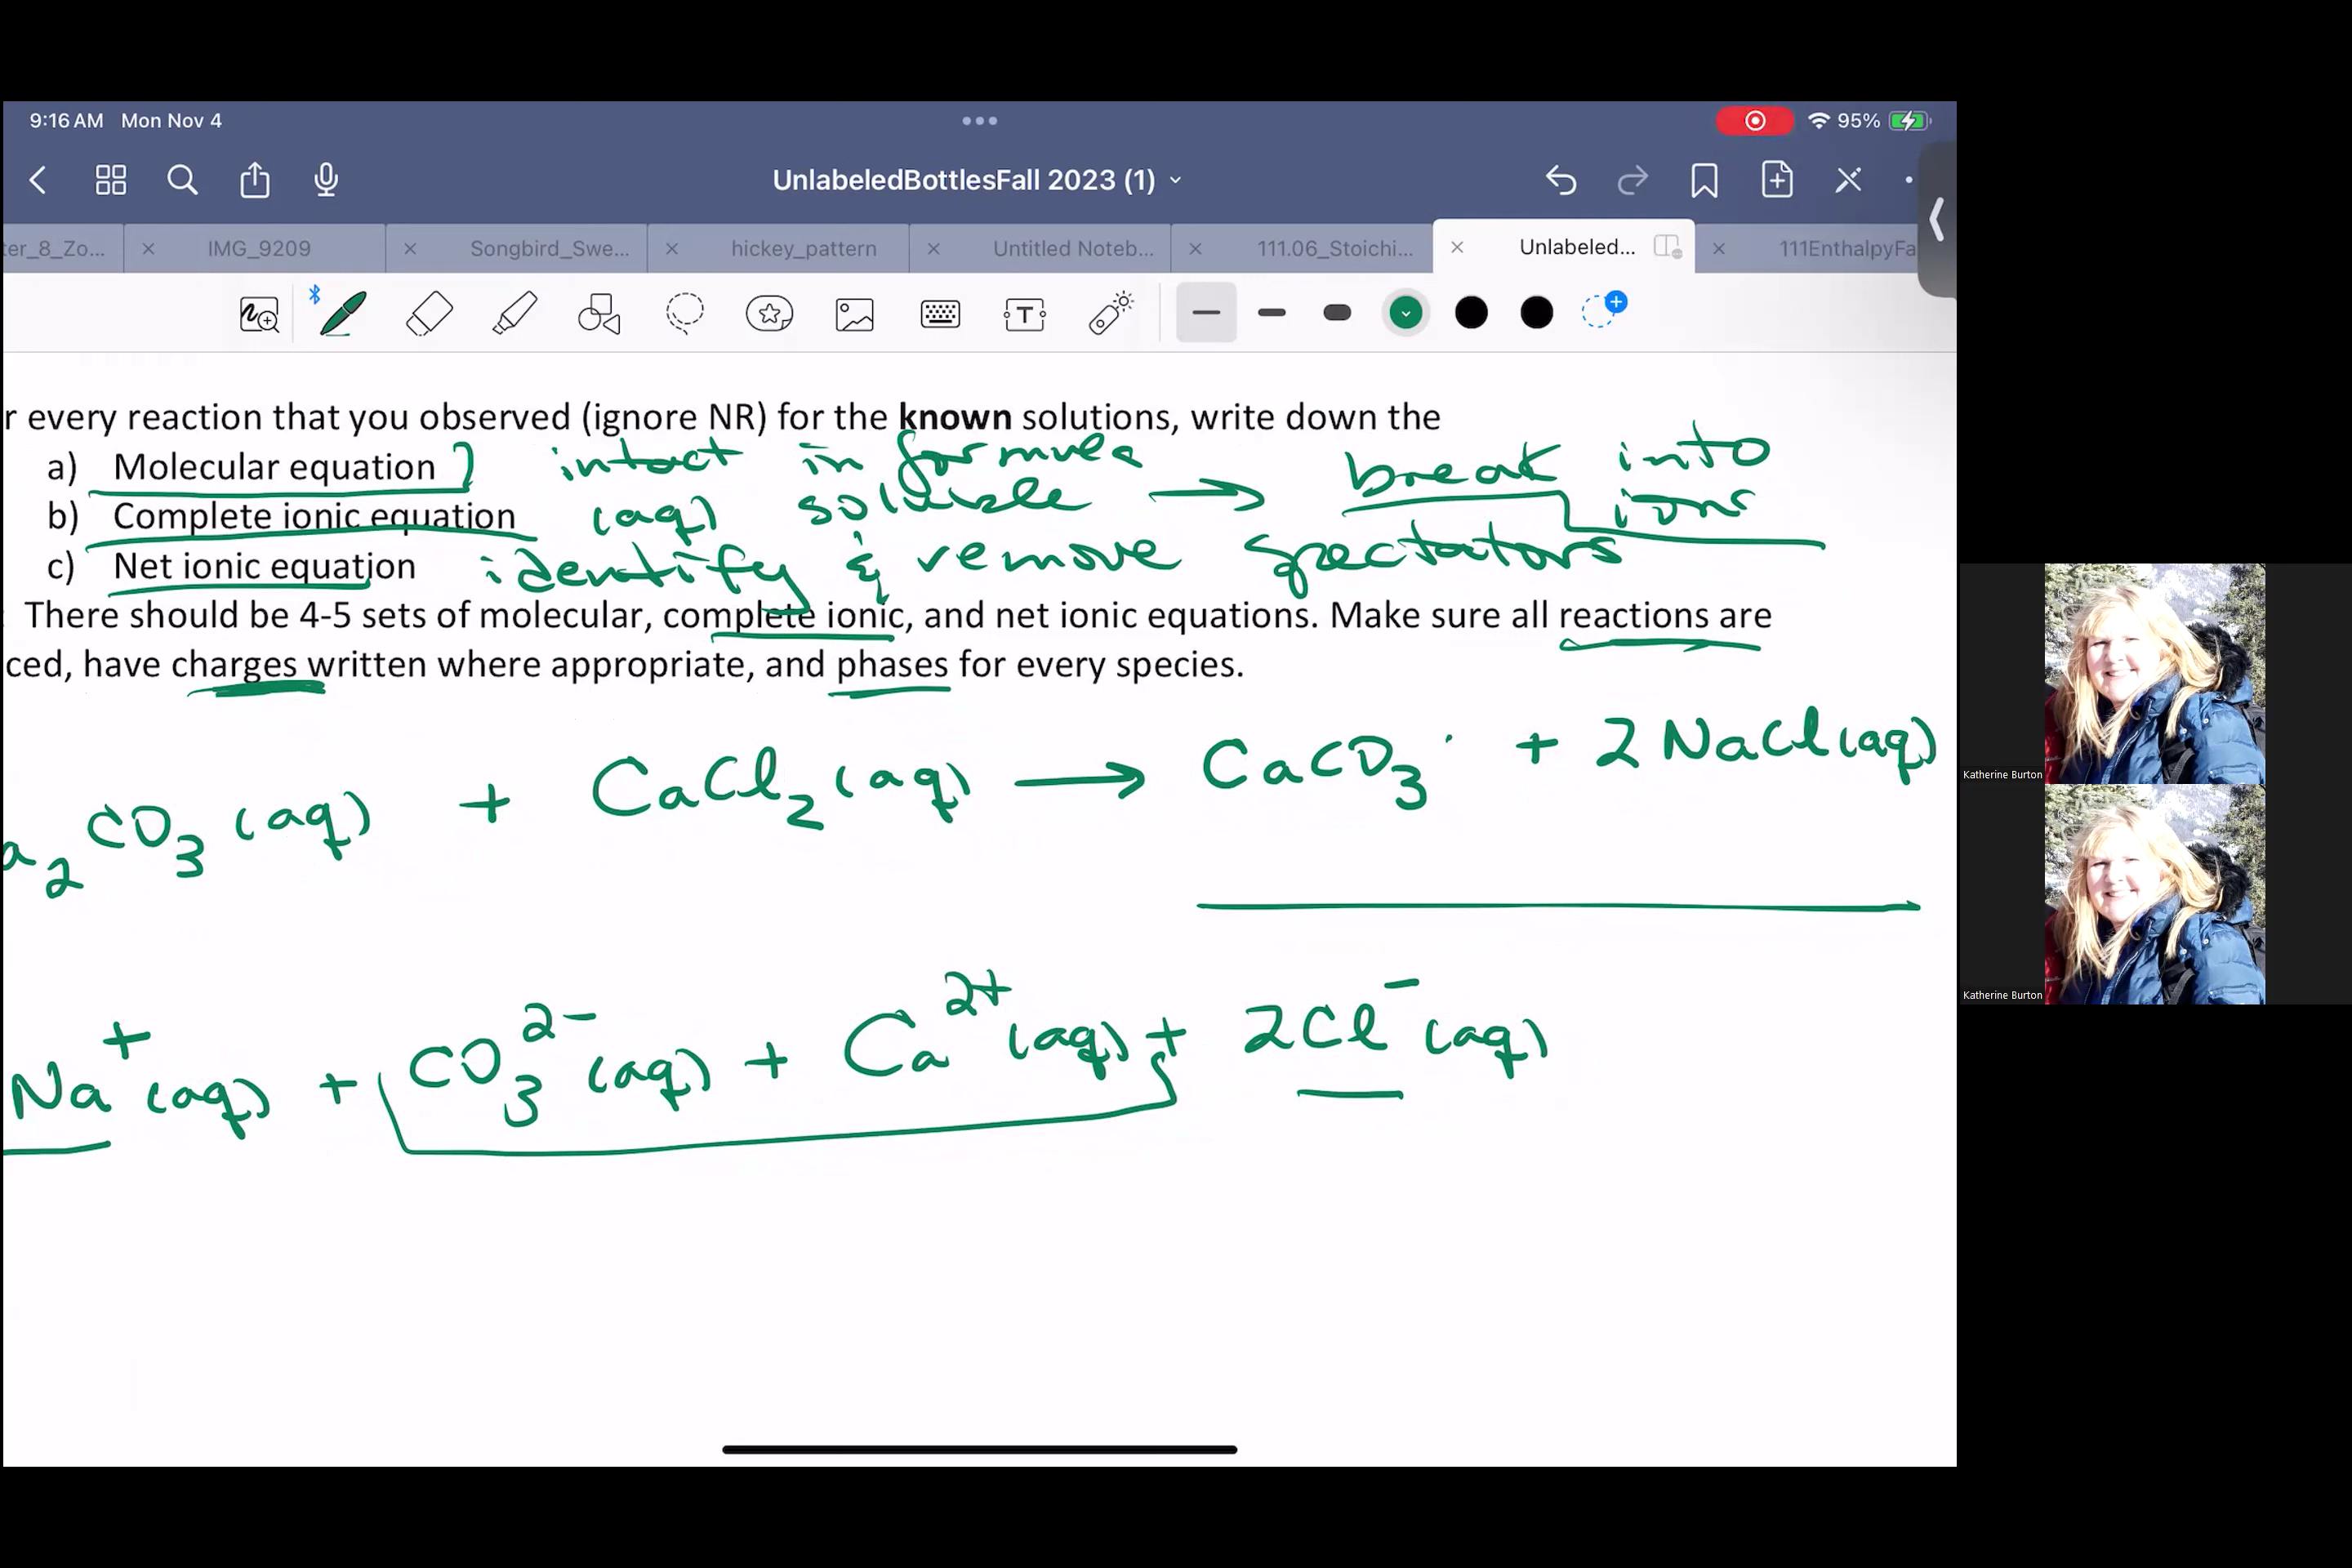 9:16 AM Mon Nov 4
95%
UnlabeledBottlesFall 2023 (1)
ter_8_Zo... IMG_9209 Songbird_Swe... hickey_pattern Untitled Noteb... 111.06_Stoichi... Unlabeled... 111EnthalpyFa
r every reaction that you observed (ignore NR) for the known solutions, write down the
a) Molecular equation intact in formula
b) Complete ionic equation (aq) soluble → break into ions
c) Net ionic equation identify & remove spectators
There should be 4-5 sets of molecular, complete ionic, and net ionic equations. Make sure all reactions are
ced, have charges written where appropriate, and phases for every species.
a₂CO₃(aq) + CaCl₂(aq) → CaCO₃ + 2NaCl(aq)
Na⁺(aq) + CO₃²⁻(aq) + Ca²⁺(aq) + 2Cl⁻(aq)
Katherine Burton
Katherine Burton